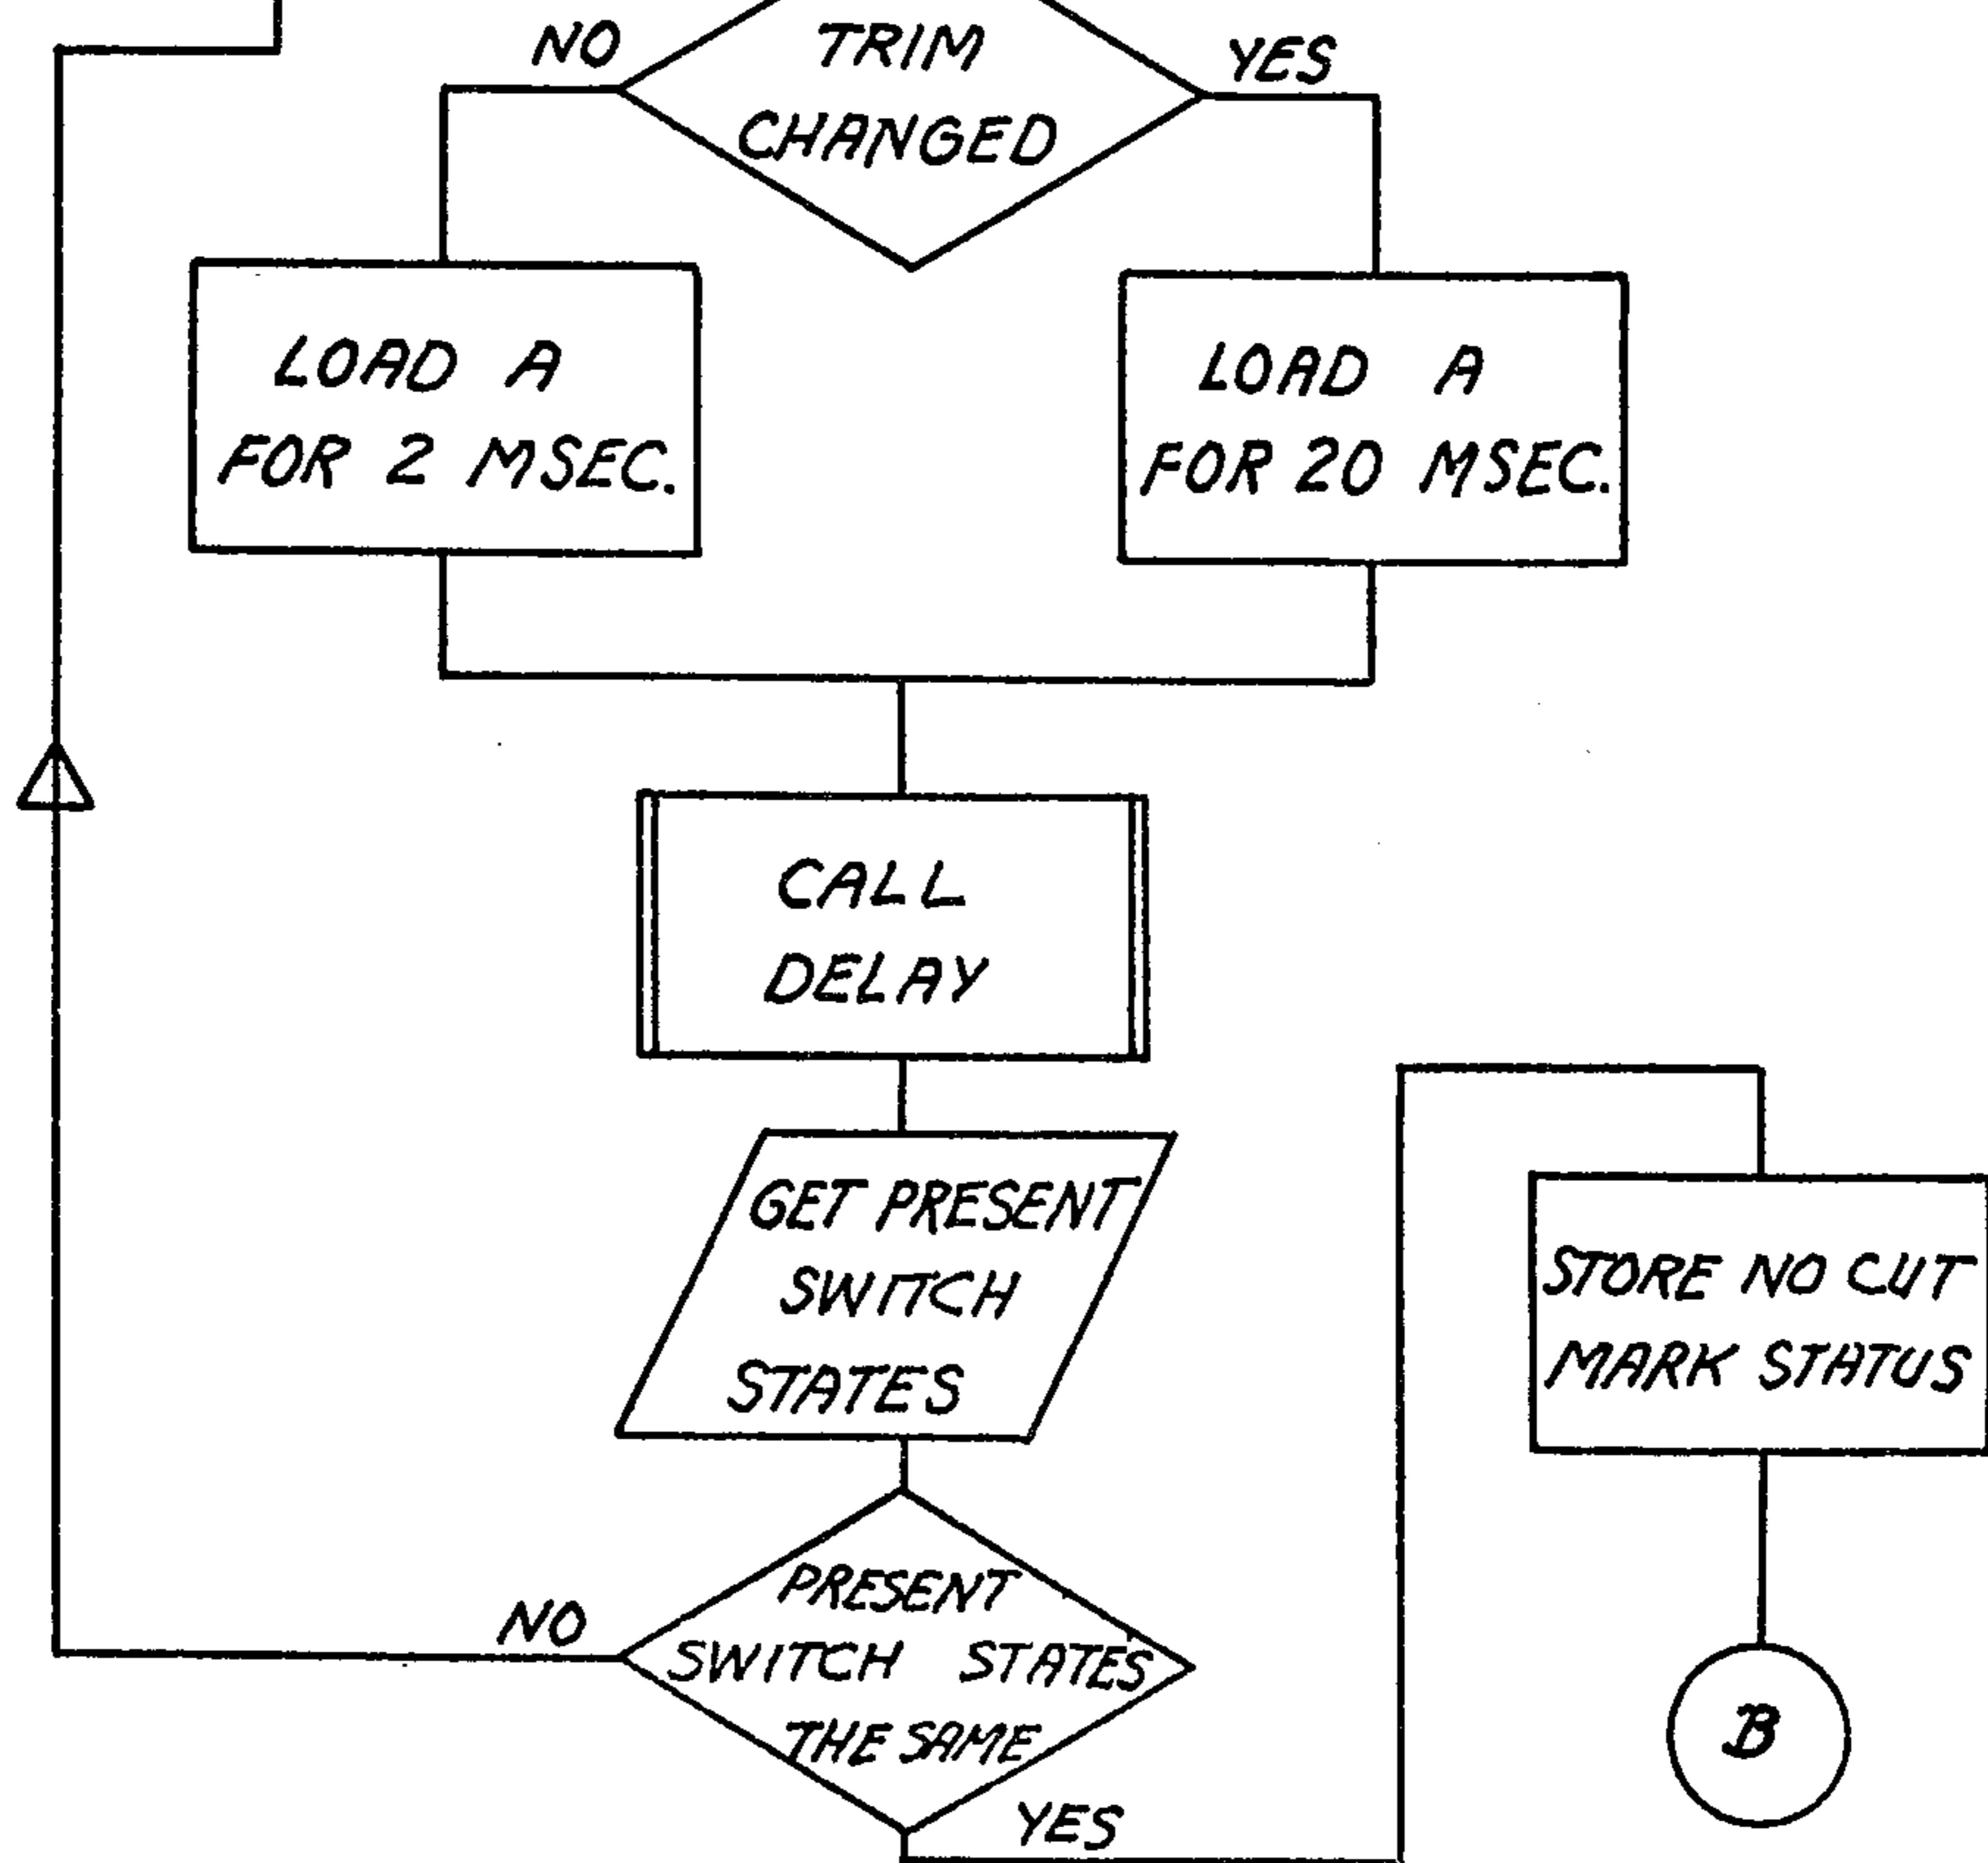 NO
TRIM
CHANGED
YES
LOAD A
FOR 2 MSEC.
LOAD A
FOR 20 MSEC.
CALL
DELAY
GET PRESENT
SWITCH
STATES
STORE NO CUT
MARK STATUS
PRESENT
SWITCH STATES
THE SAME
NO
YES
B